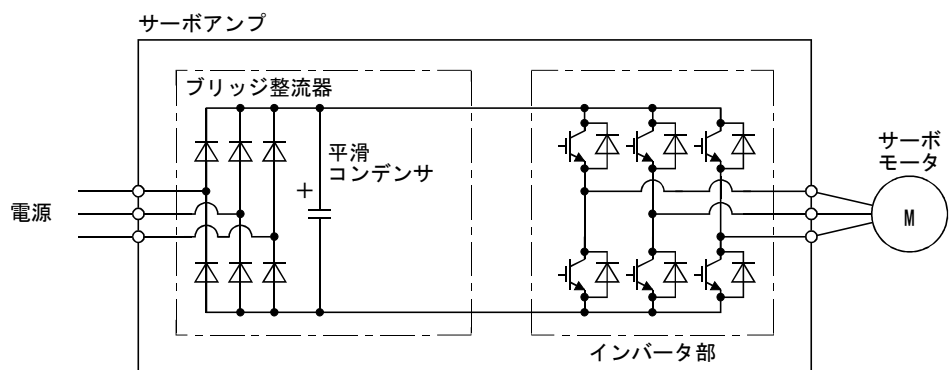 サーボアンプ
ブリッジ整流器
平滑
コンデンサ
+
電源
サーボ
モータ
M
インバータ部